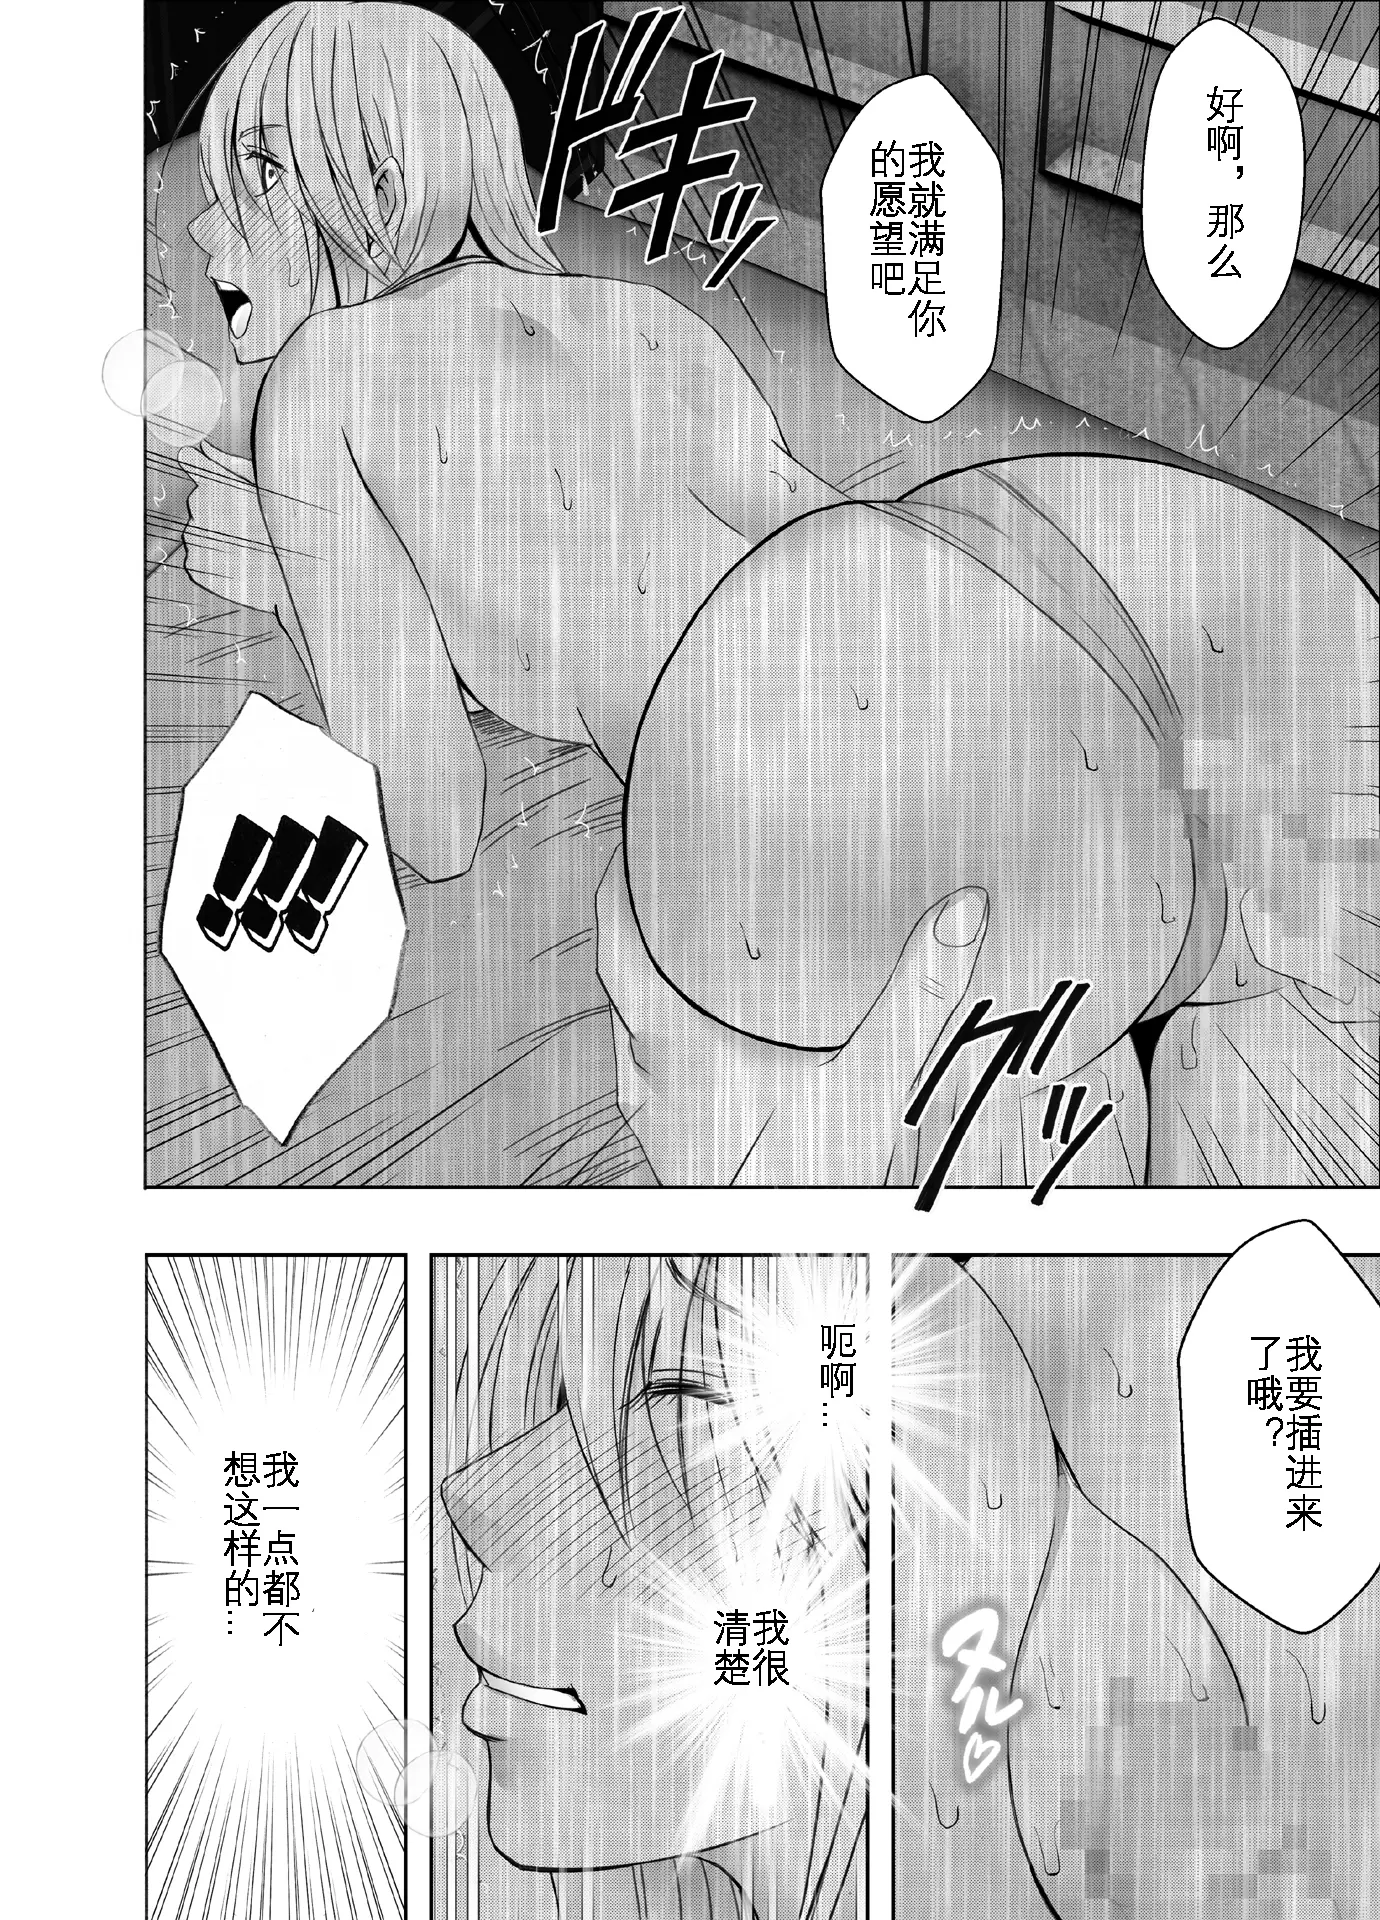 好啊，那么
我就满足你
的愿望吧
ドキッ
!!!
グッ
我要插进来
了哦？
ヌル♡
呃啊…
我很
清楚
我一点都不
想这样的…